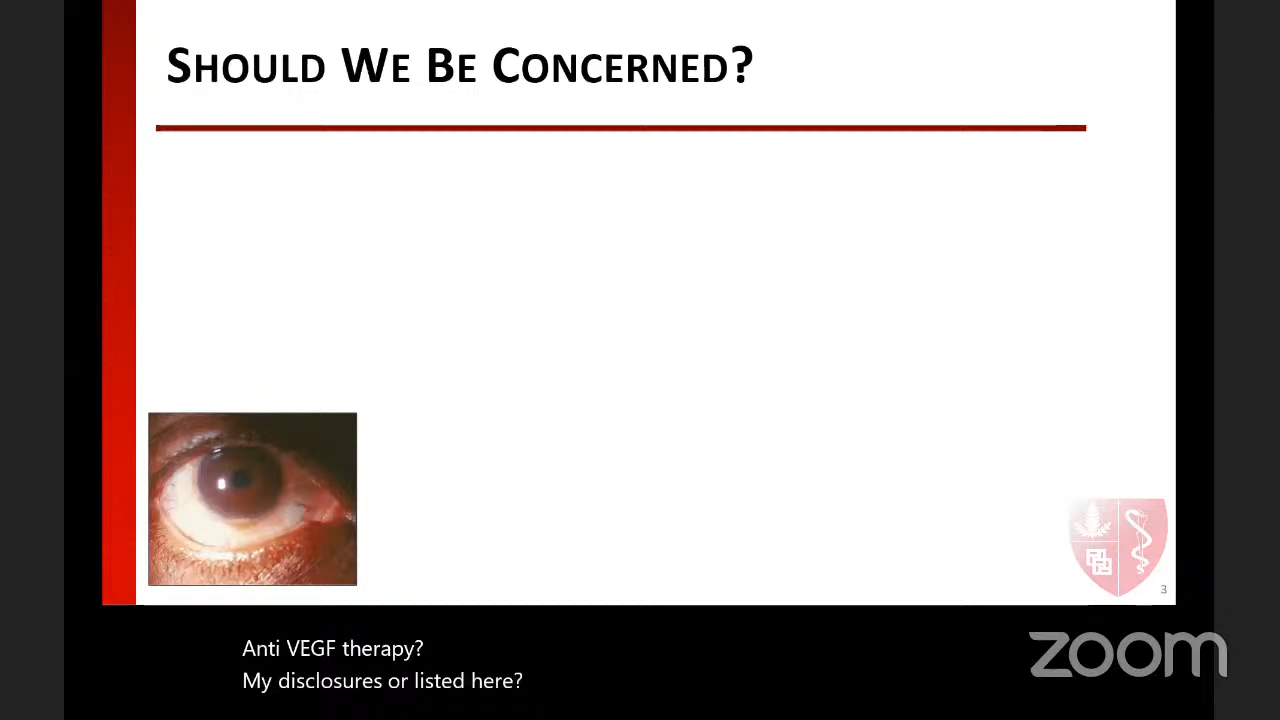 SHOULD WE BE CONCERNED?
3
Anti VEGF therapy?
My disclosures or listed here?
zoom